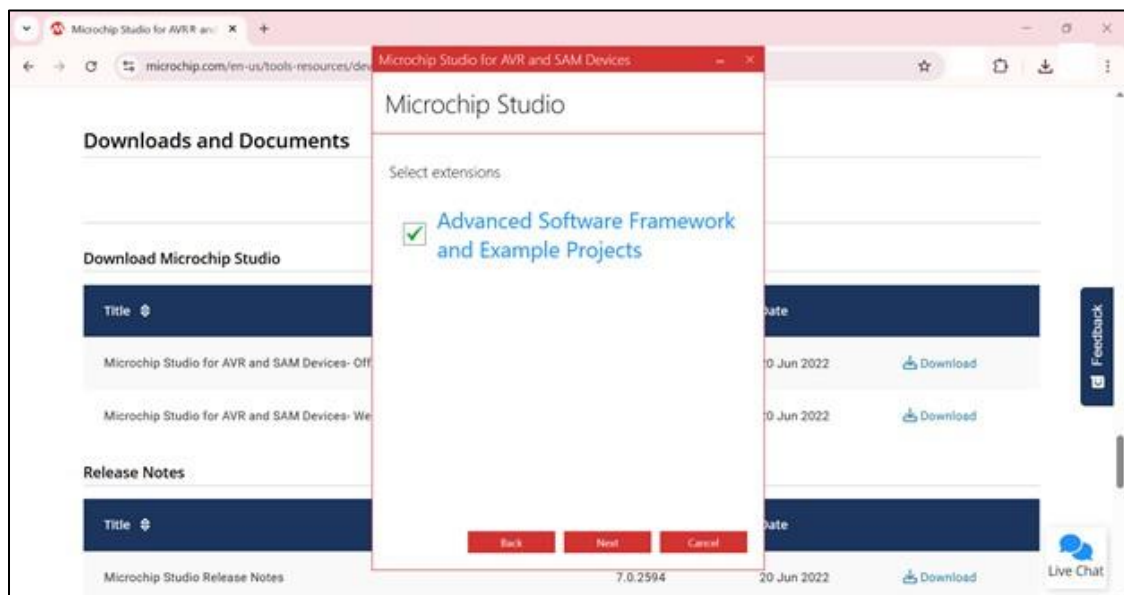 Microchip Studio for AVR® and
microchip.com/en-us/tools-resources/dev
Microchip Studio for AVR and SAM Devices
Microchip Studio
Select extensions
Advanced Software Framework
and Example Projects
Back Next Cancel
Downloads and Documents
Download Microchip Studio
Title Date
Microchip Studio for AVR and SAM Devices- Off 20 Jun 2022 Download
Microchip Studio for AVR and SAM Devices- We 20 Jun 2022 Download
Release Notes
Title Date
Microchip Studio Release Notes 7.0.2594 20 Jun 2022 Download
Feedback
Live Chat